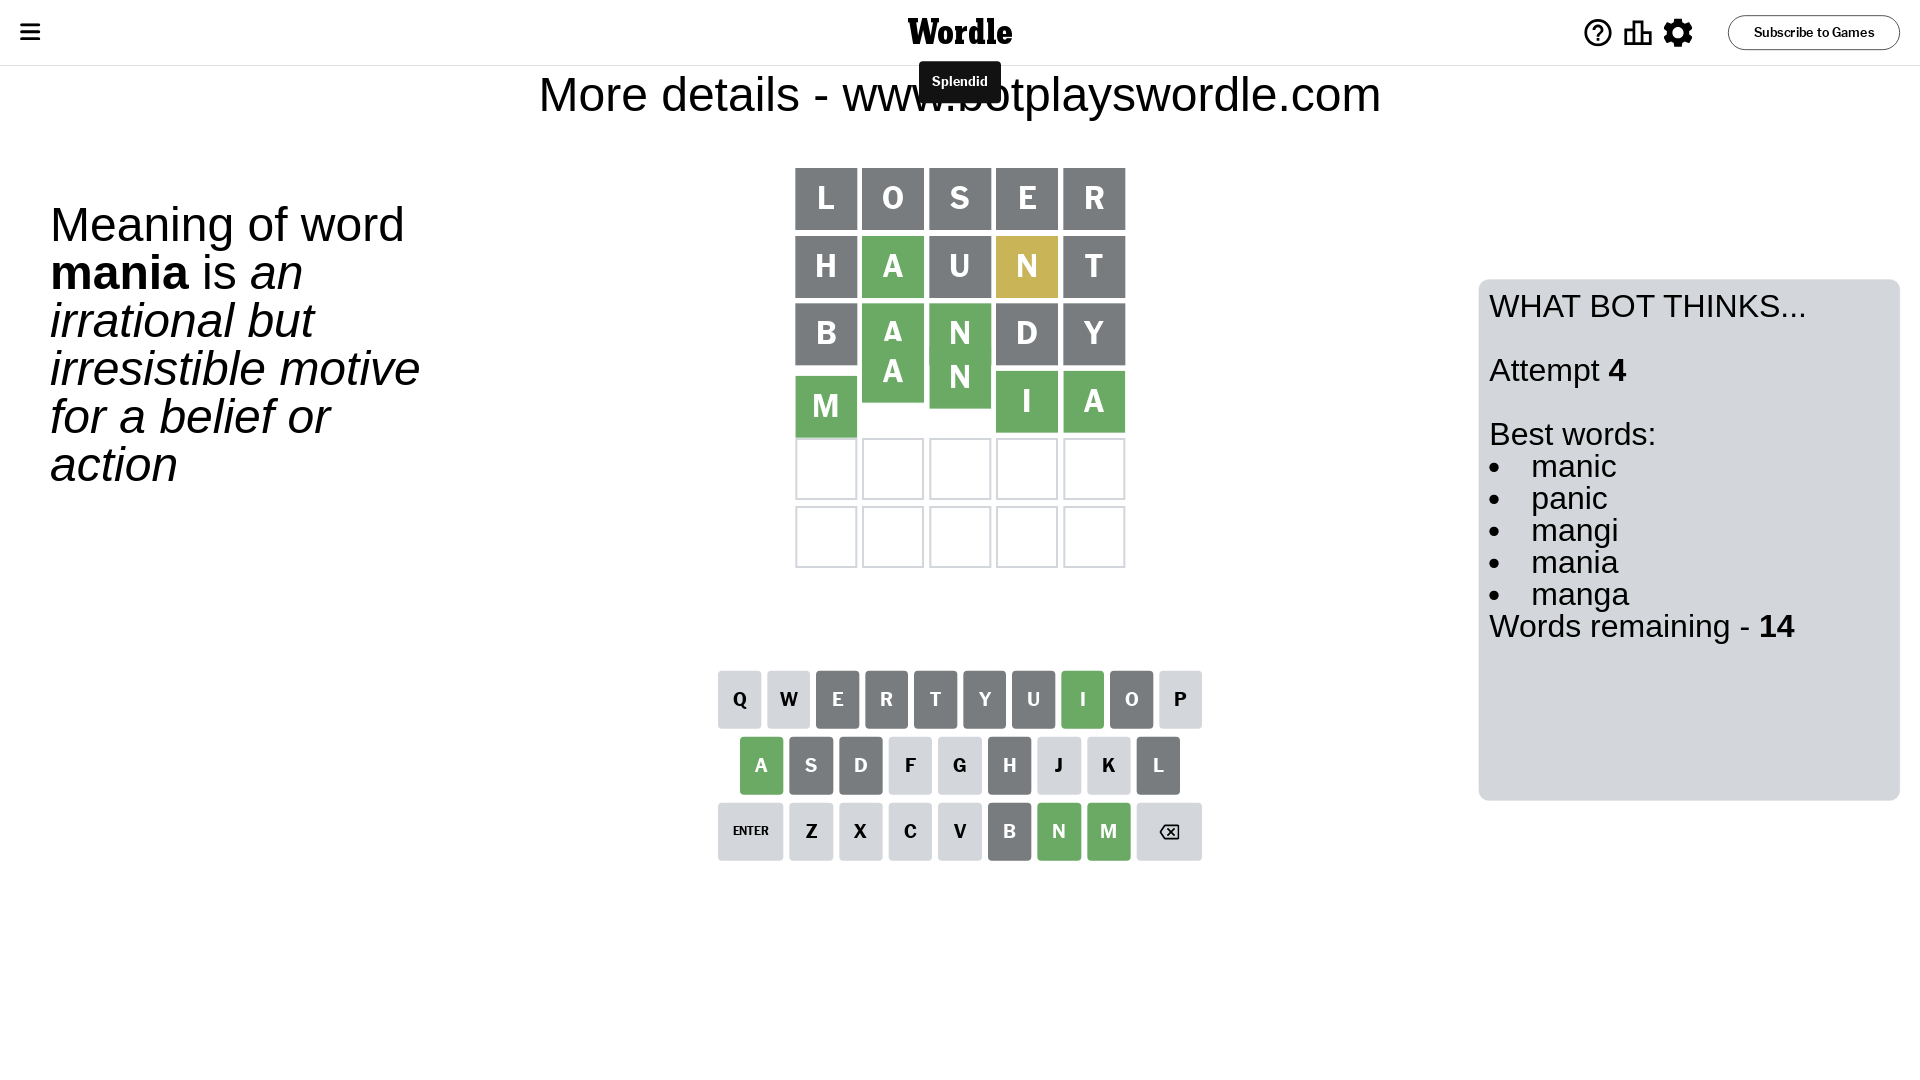 Wordle
Subscribe to Games
Splendid
More details - www.botplayswordle.com
Meaning of word
mania is an
irrational but
irresistible motive
for a belief or
action
L O S E R
H A U N T
B A N D Y
M A N I A
WHAT BOT THINKS...
Attempt 4
Best words:
• manic
• panic
• mangi
• mania
• manga
Words remaining - 14
Q W E R T Y U I O P
A S D F G H J K L
ENTER Z X C V B N M